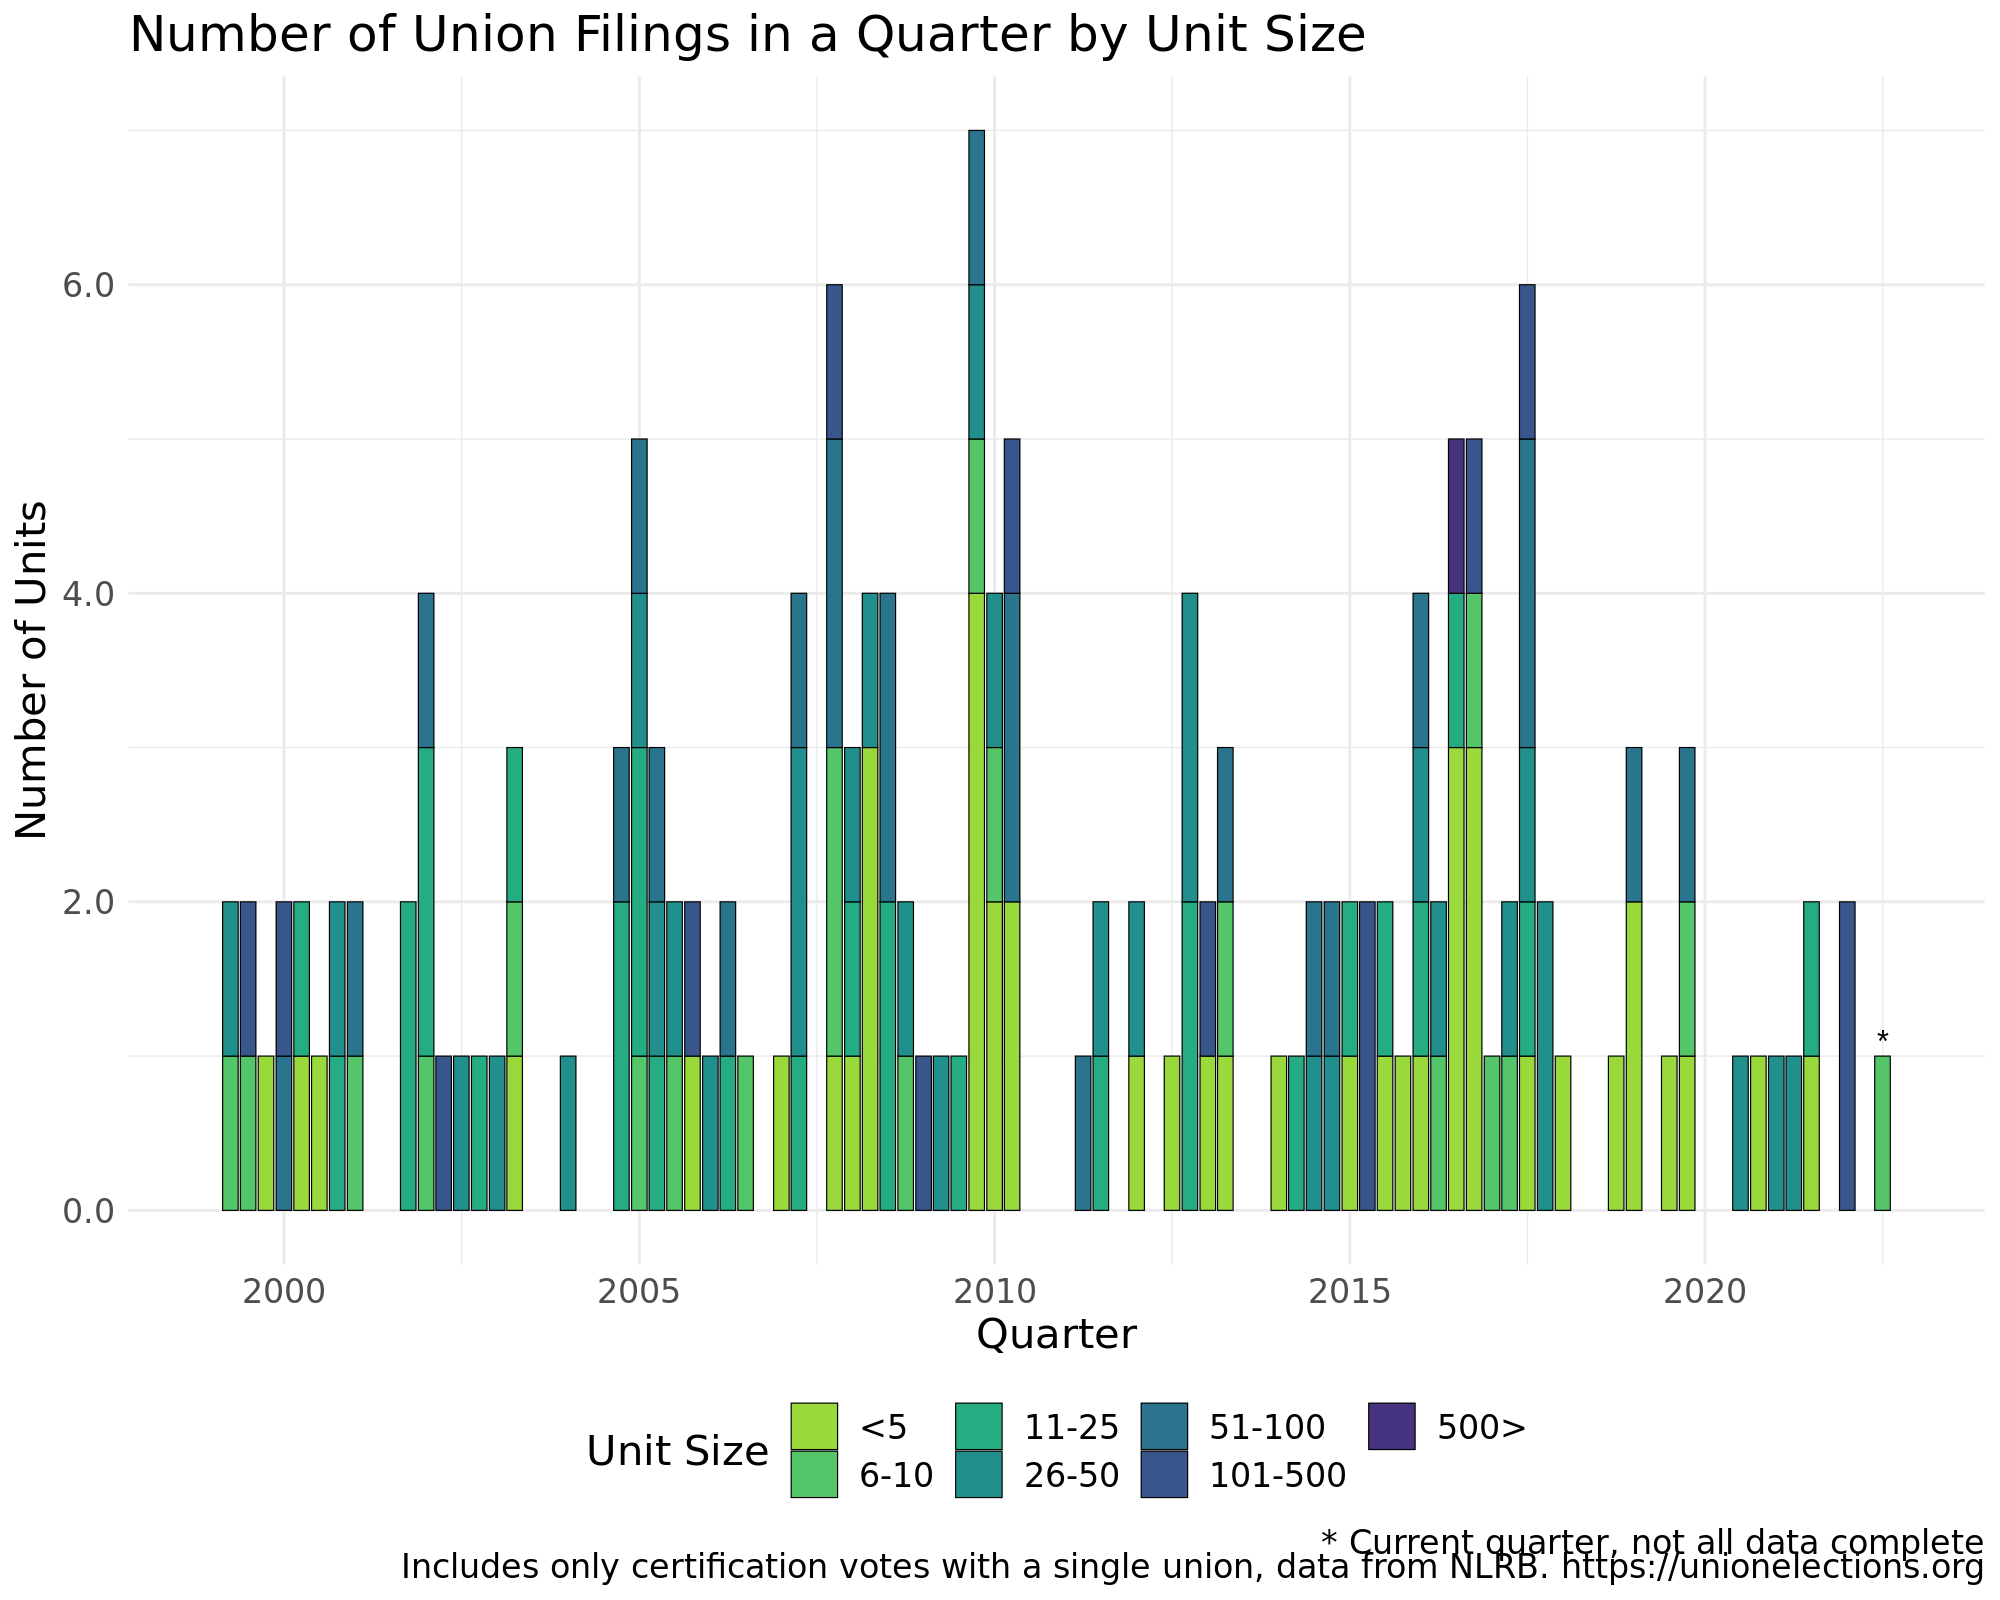 Number of Union Filings in a Quarter by Unit Size
Number of Units
6.0
4.0
2.0
0.0
*
2000 2005 2010 2015 2020
Quarter
Unit Size
<5 11-25 51-100 500>
6-10 26-50 101-500
* Current quarter, not all data complete
Includes only certification votes with a single union, data from NLRB. https://unionelections.org